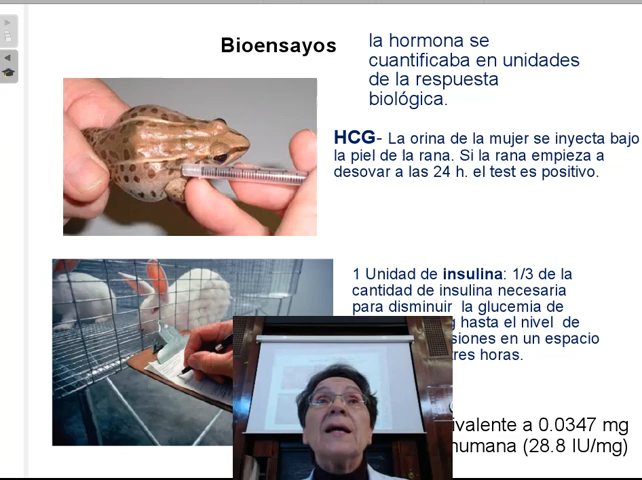 Bioensayos
la hormona se
cuantificaba en unidades
de la respuesta
biológica.
HCG- La orina de la mujer se inyecta bajo
la piel de la rana. Si la rana empieza a
desovar a las 24 h. el test es positivo.
1 Unidad de insulina: 1/3 de la
cantidad de insulina necesaria
para disminuir la glucemia de
hasta el nivel de
siones en un espacio
tres horas.
ivalente a 0.0347 mg
humana (28.8 IU/mg)